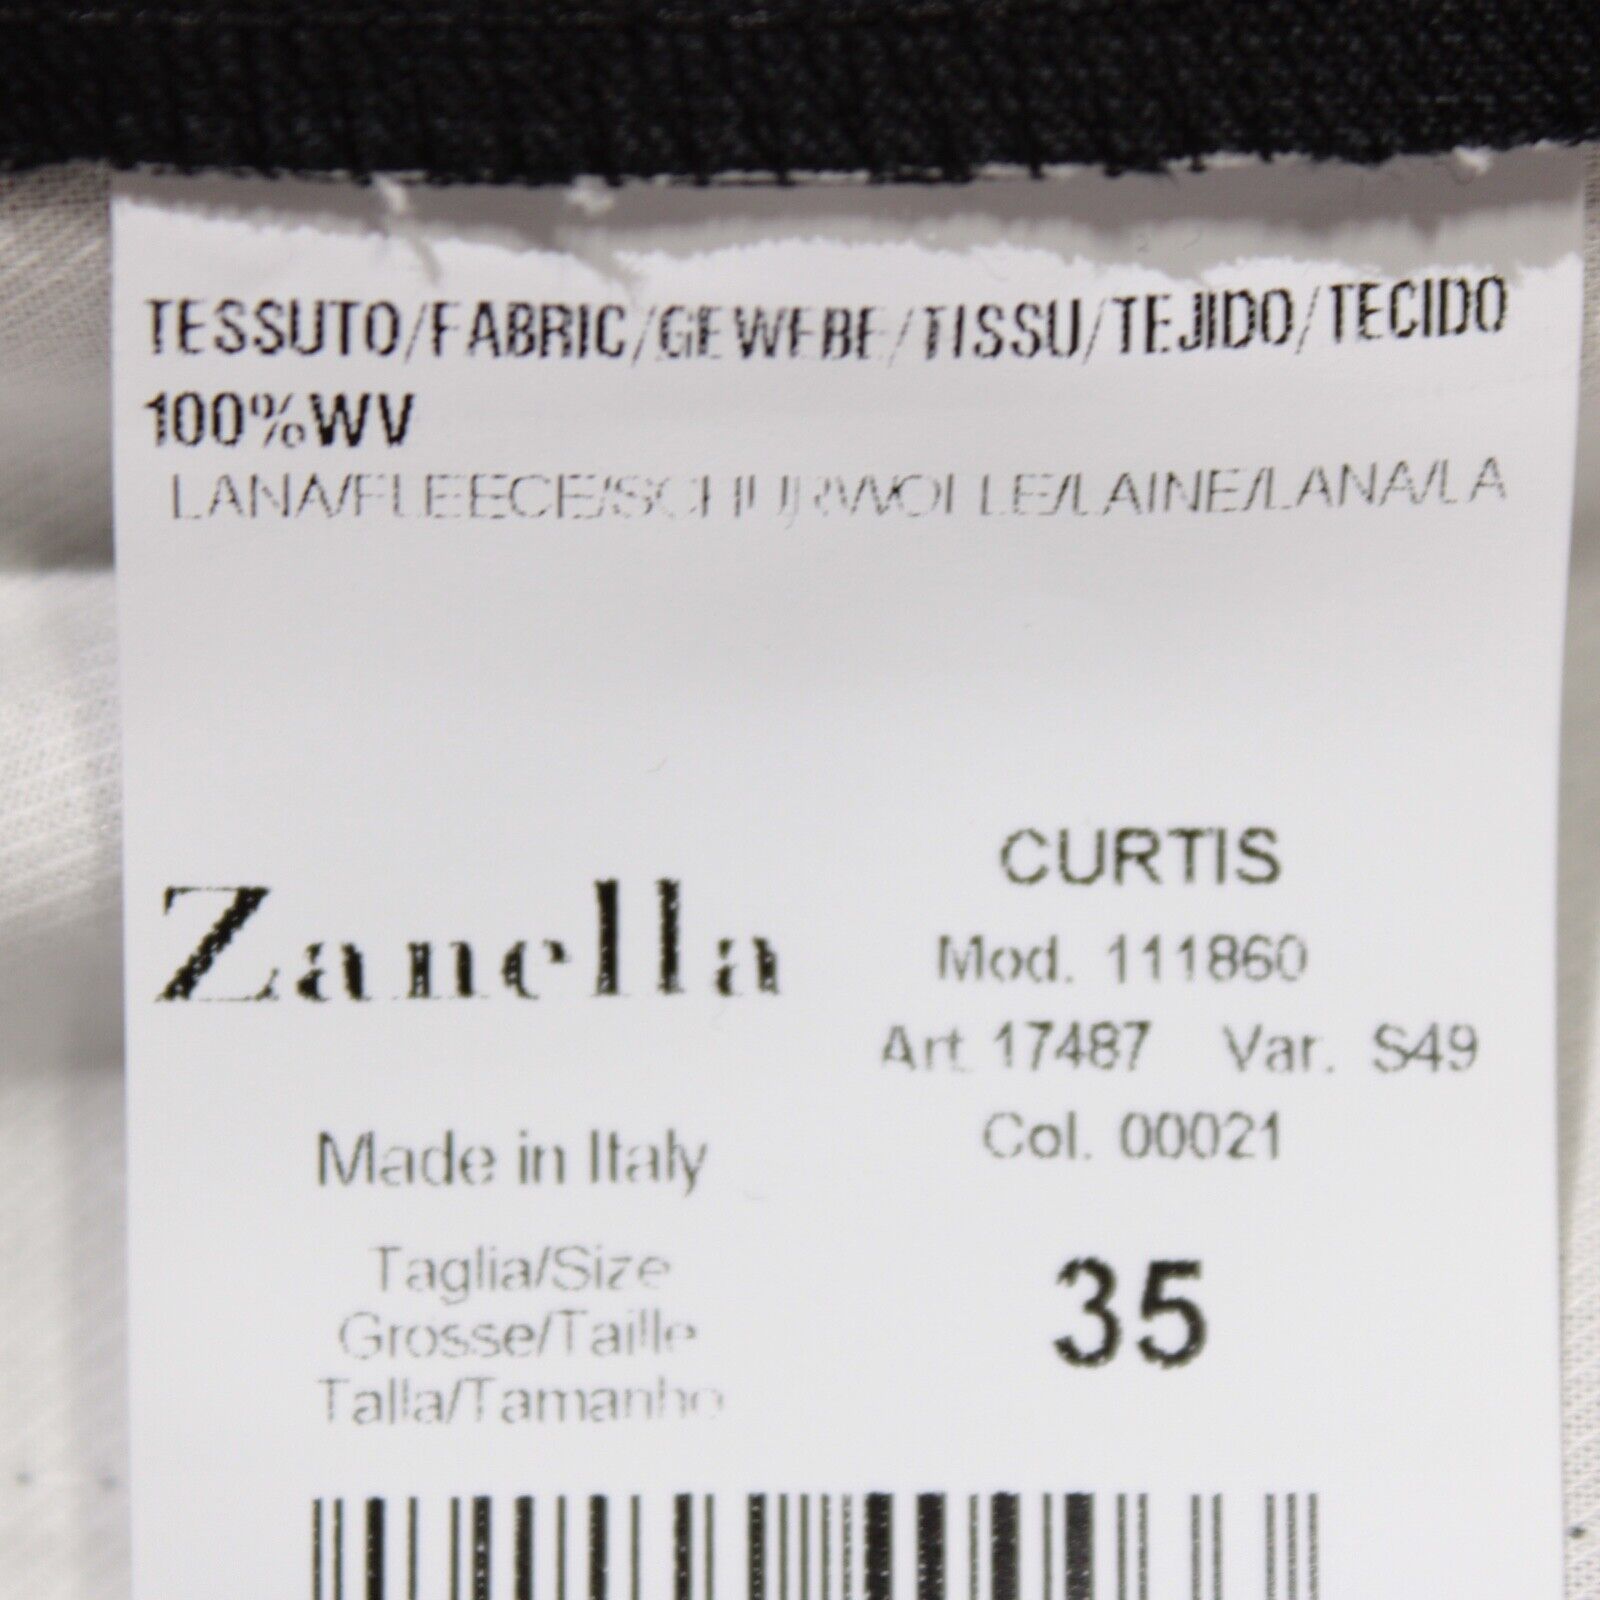 TESSUTO/FABRIC/GEWEBE/TISSU/TEJIDO/TECIDO
100%WV
LANA/FLEECE/SCHURWOLLE/LAINE/LANA/LA
Zanella
CURTIS
Mod. 111860
Art. 17487 Var. S49
Col. 00021
Made in Italy
Taglia/Size
Grosse/Taille
Talla/Tamanho
35